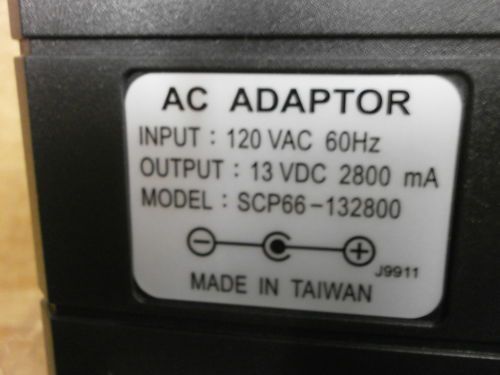 AC ADAPTOR
INPUT : 120 VAC 60Hz
OUTPUT : 13 VDC 2800 mA
MODEL : SCP66-132800
J9911
MADE IN TAIWAN